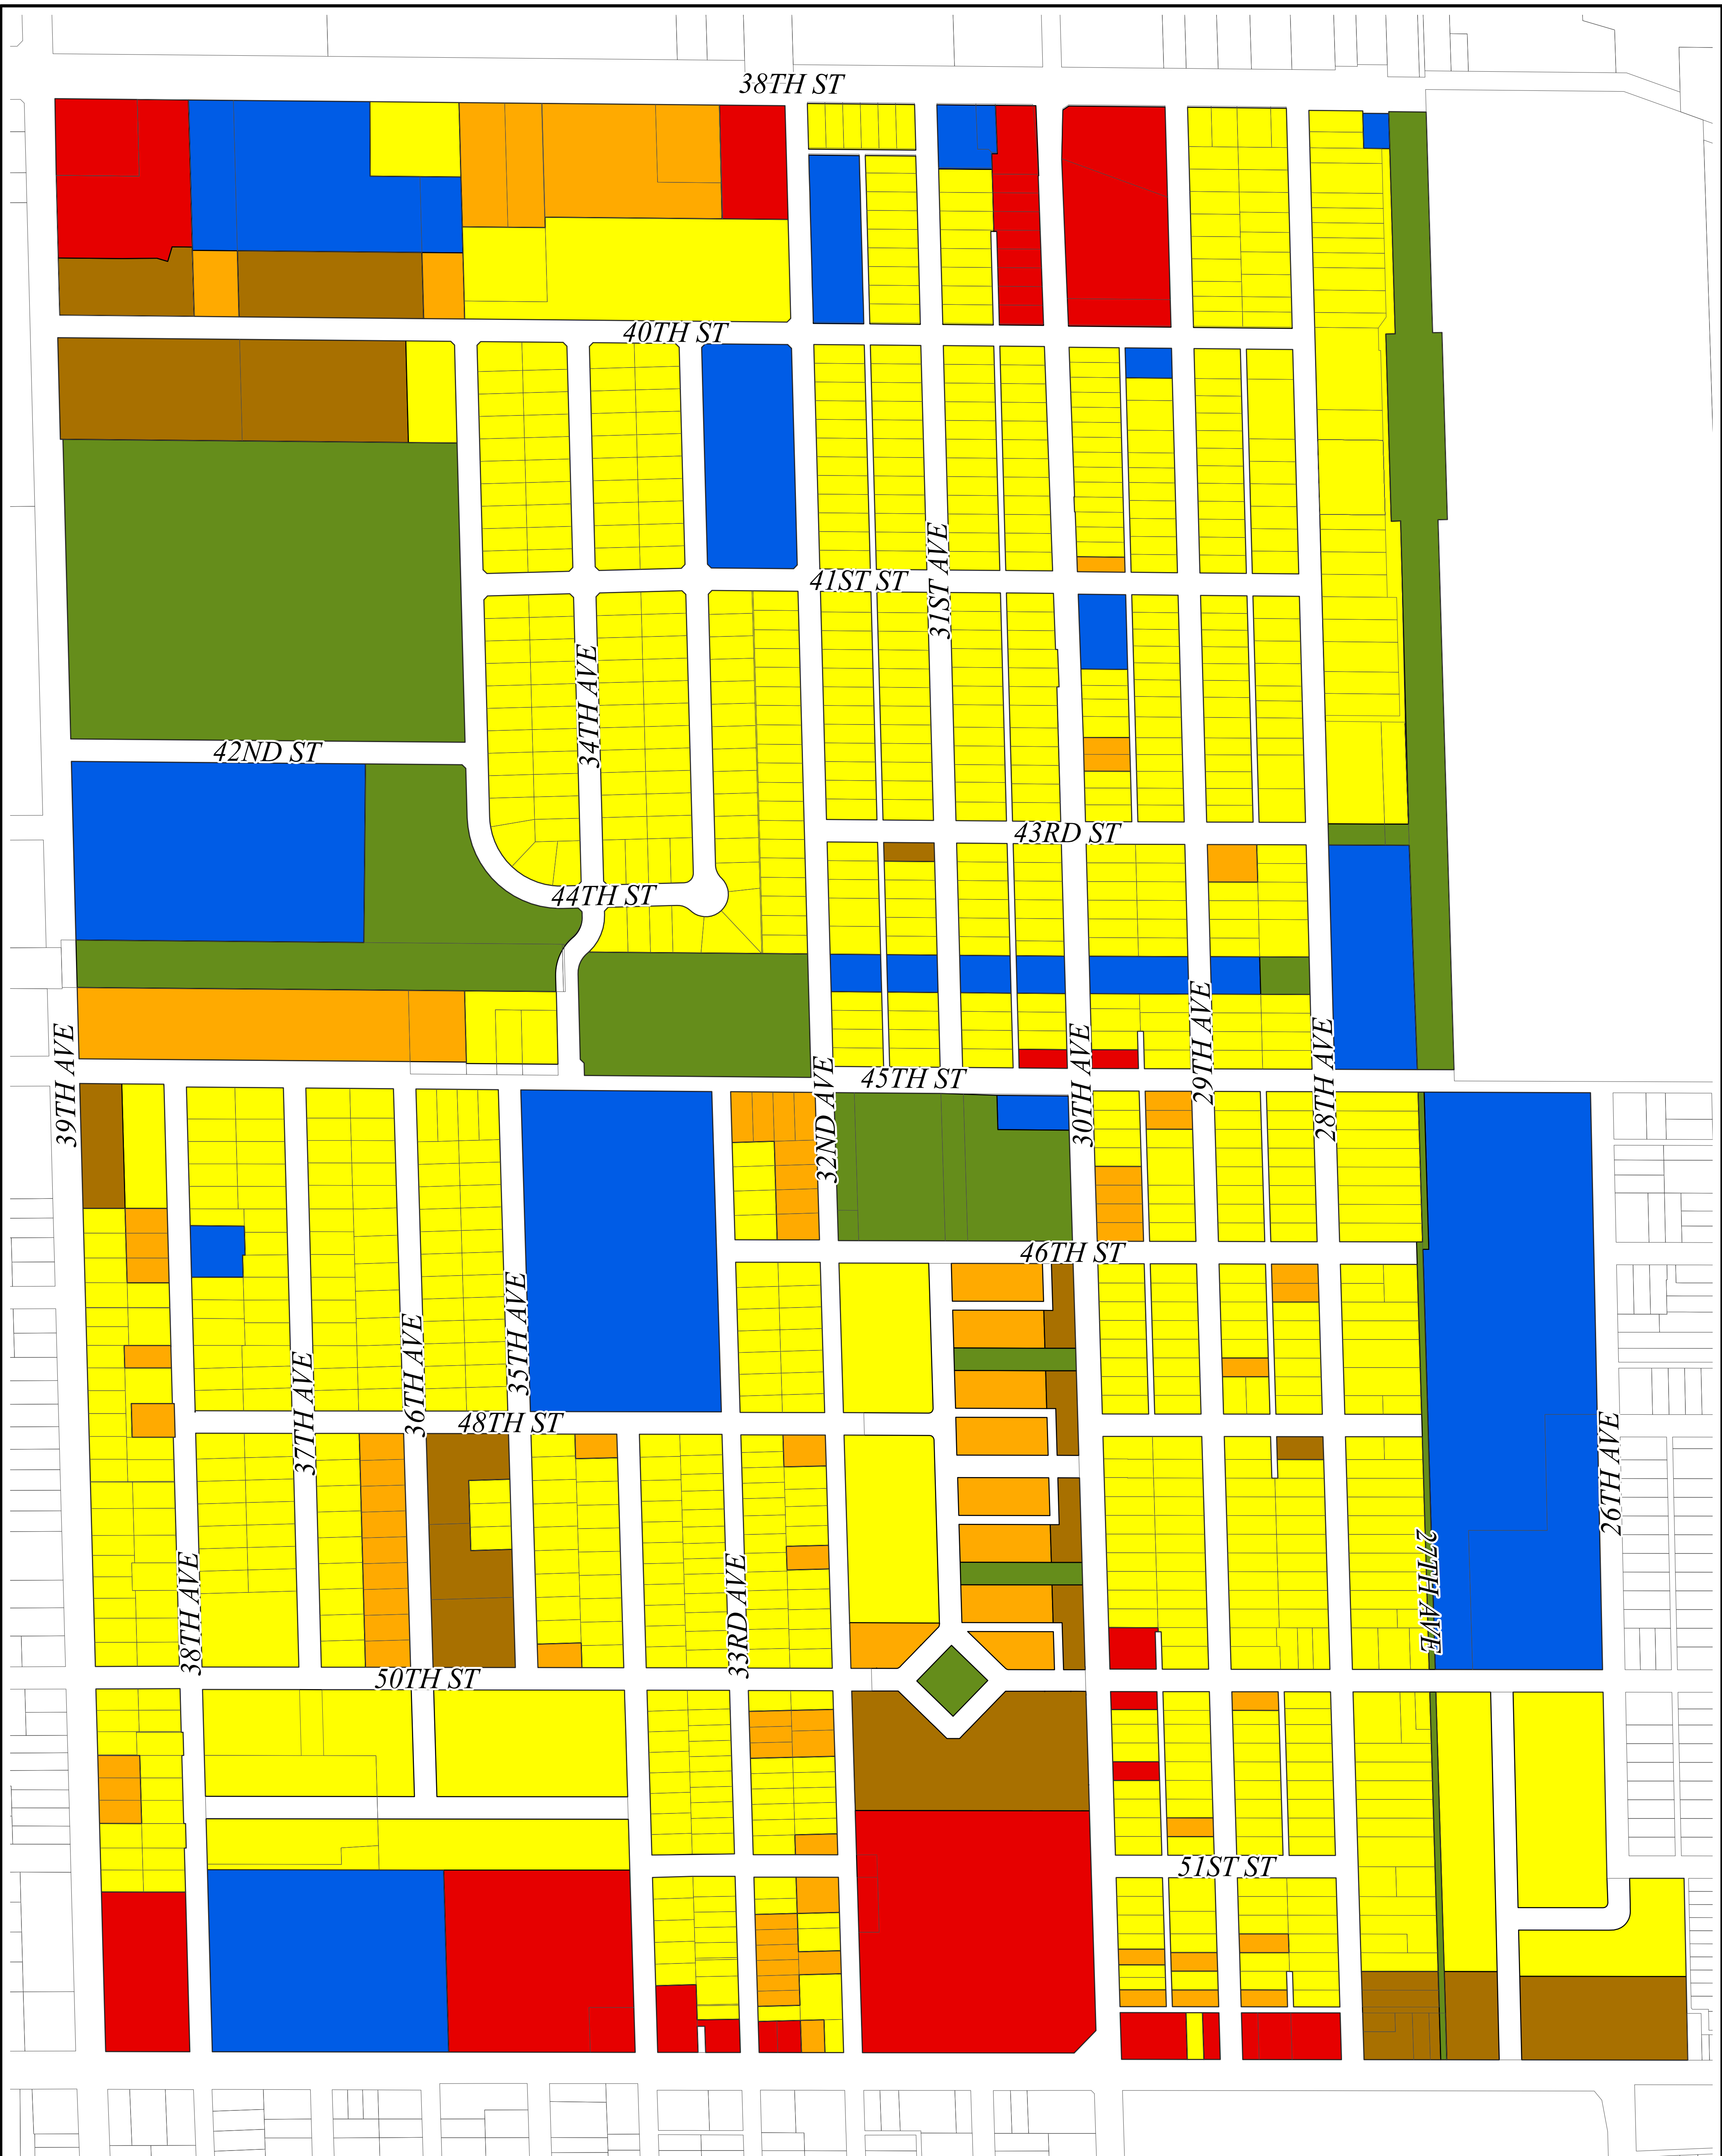 38TH ST
40TH ST
41ST ST
31ST AVE
34TH AVE
42ND ST
43RD ST
44TH ST
39TH AVE
32ND AVE
45TH ST
30TH AVE
29TH AVE
28TH AVE
46TH ST
37TH AVE
36TH AVE
35TH AVE
48TH ST
26TH AVE
38TH AVE
33RD AVE
27TH AVE
50TH ST
51ST ST